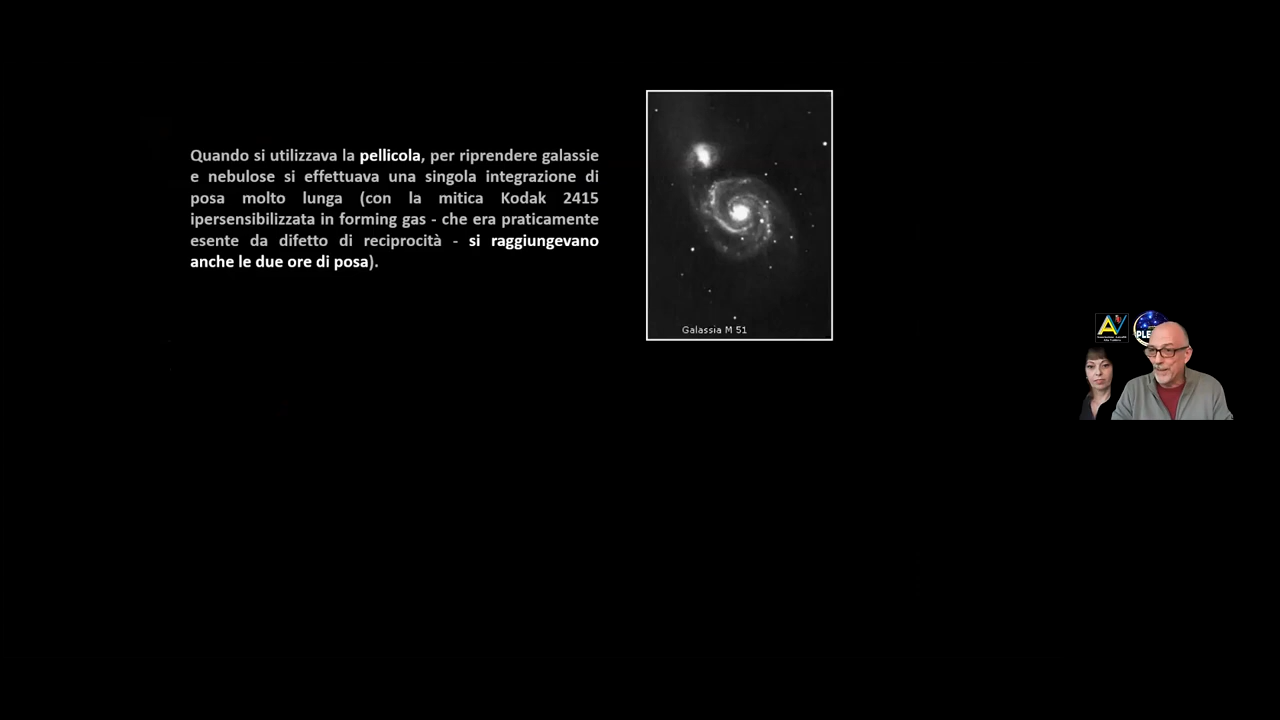 Quando si utilizzava la pellicola, per riprendere galassie
e nebulose si effettuava una singola integrazione di
posa molto lunga (con la mitica Kodak 2415
ipersensibilizzata in forming gas - che era praticamente
esente da difetto di reciprocità - si raggiungevano
anche le due ore di posa).
Galassia M 51
AV
PLE